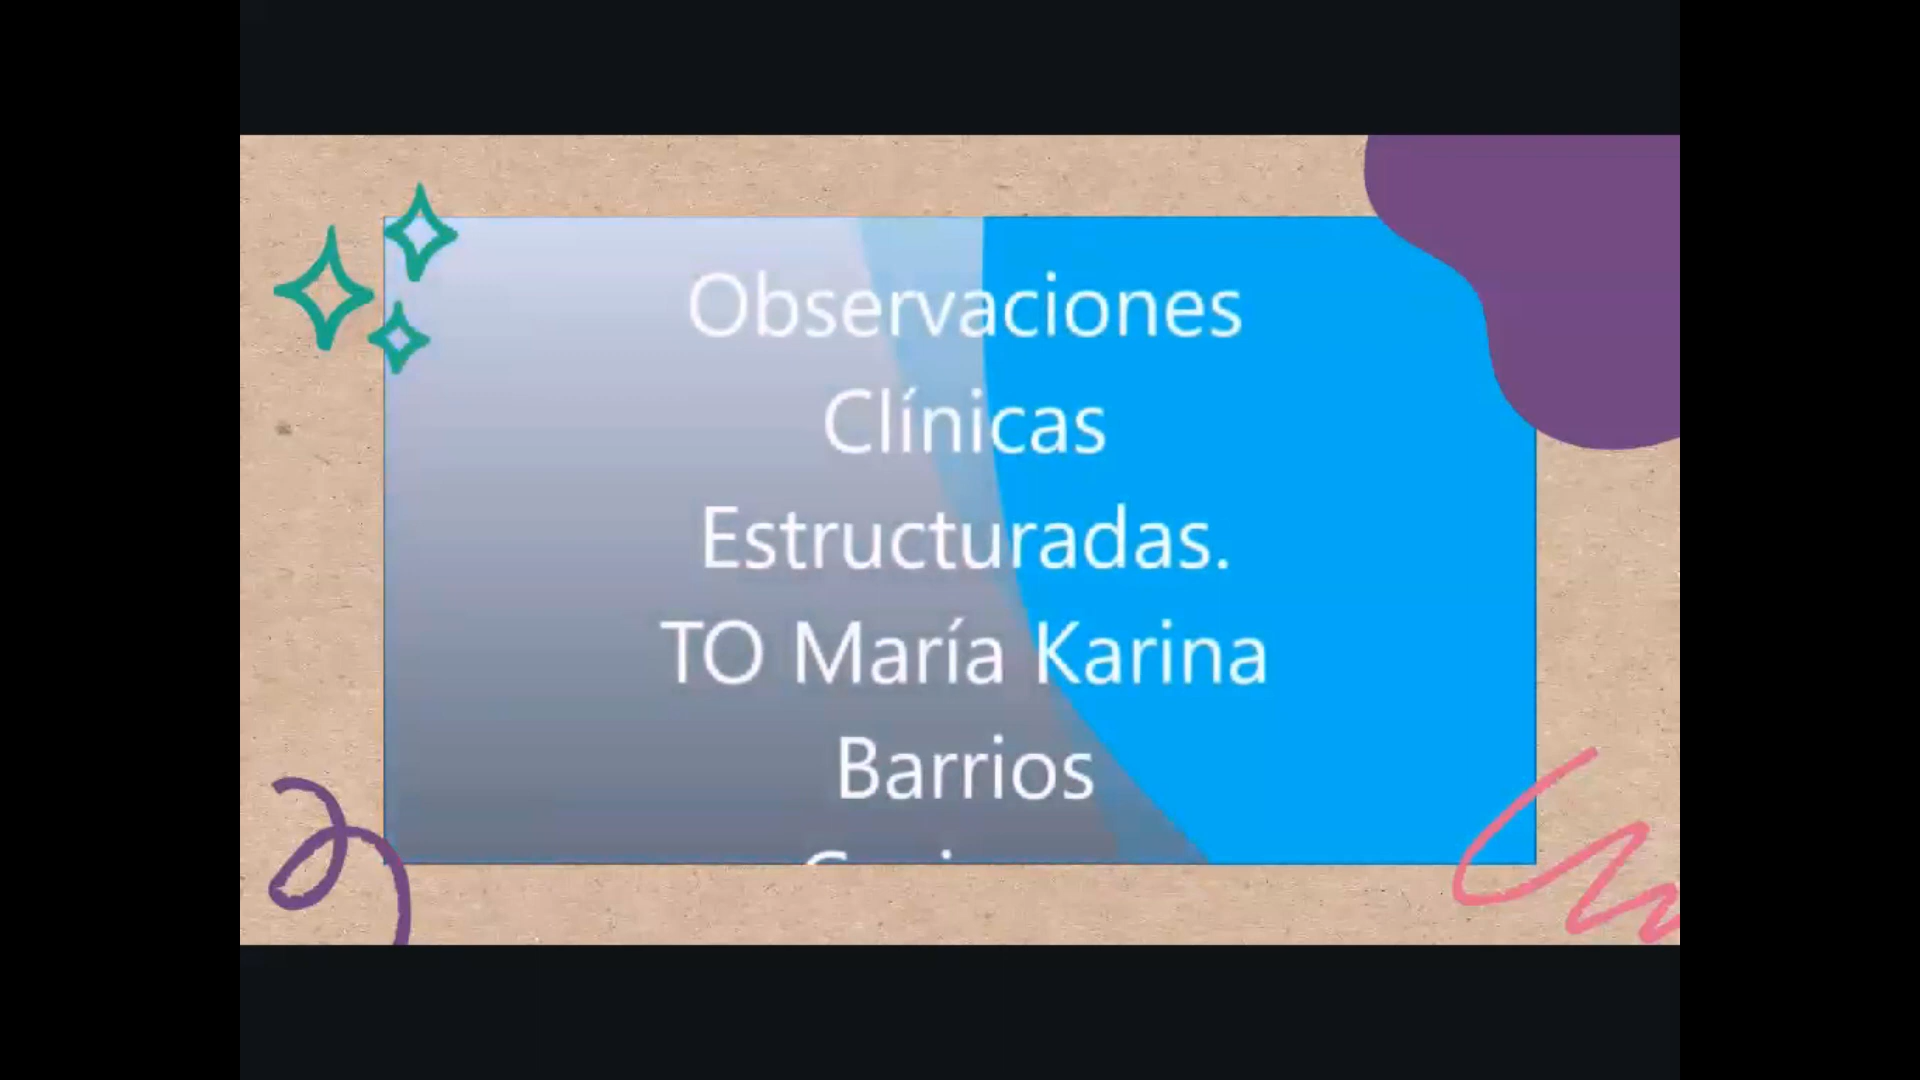 Observaciones
Clínicas
Estructuradas.
TO María Karina
Barrios